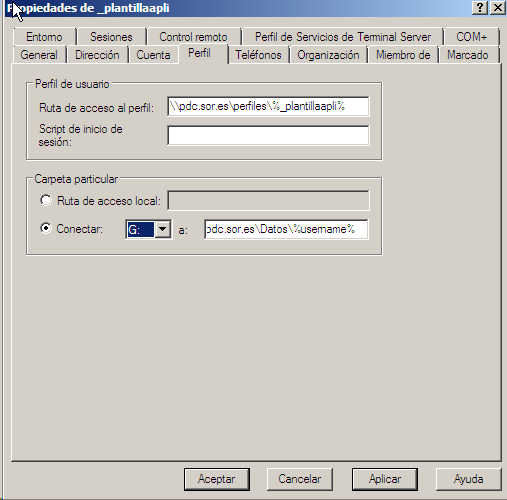 Propiedades de _plantillaapli
Entorno Sesiones Control remoto Perfil de Servicios de Terminal Server COM+
General Dirección Cuenta Perfil Teléfonos Organización Miembro de Marcado
Perfil de usuario
Ruta de acceso al perfil: \\pdc.sor.es\perfiles\%_plantillaapli%
Script de inicio de
sesión:
Carpeta particular
Ruta de acceso local:
Conectar: G: a: pdc.sor.es\Datos\%username%
Aceptar Cancelar Aplicar Ayuda